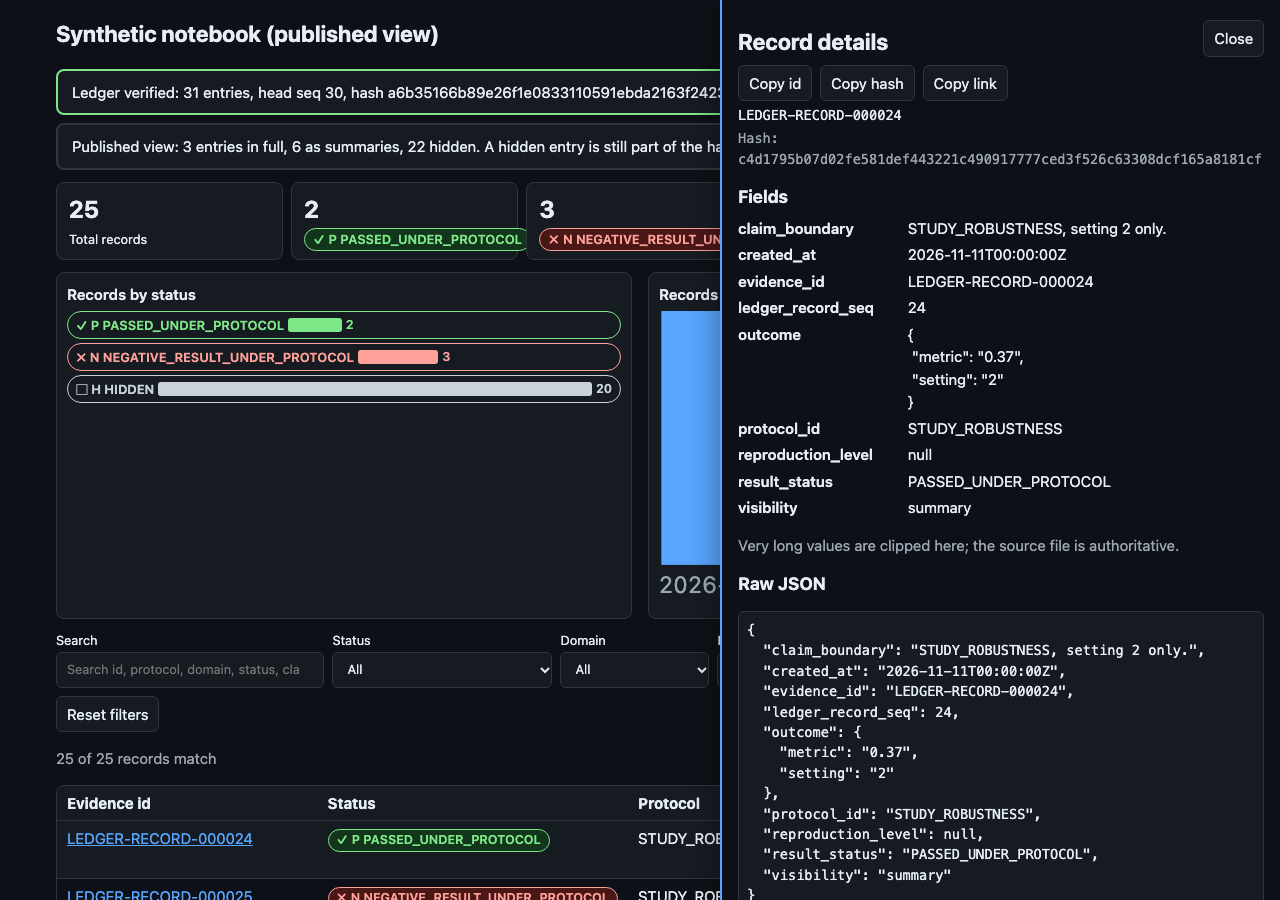 Synthetic notebook (published view)
Ledger verified: 31 entries, head seq 30, hash a6b35166b89e26f1e0833110591ebda2163f2423
Published view: 3 entries in full, 6 as summaries, 22 hidden. A hidden entry is still part of the ha
25
Total records
2
✓ P PASSED_UNDER_PROTOCOL
3
✕ N NEGATIVE_RESULT_UN
Records by status
✓ P PASSED_UNDER_PROTOCOL 2
✕ N NEGATIVE_RESULT_UNDER_PROTOCOL 3
☐ H HIDDEN 20
Records
2026-
Search
Search id, protocol, domain, status, cla
Status
All
Domain
All
Reset filters
25 of 25 records match
Evidence id Status Protocol
LEDGER-RECORD-000024 ✓ P PASSED_UNDER_PROTOCOL STUDY_ROB
LEDGER-RECORD-000025 ✕ N NEGATIVE_RESULT_UNDER_PROTOCOL STUDY_ROB
Record details
Close
Copy id Copy hash Copy link
LEDGER-RECORD-000024
Hash:
c4d1795b07d02fe581def443221c490917777ced3f526c63308dcf165a8181cf
Fields
claim_boundary STUDY_ROBUSTNESS, setting 2 only.
created_at 2026-11-11T00:00:00Z
evidence_id LEDGER-RECORD-000024
ledger_record_seq 24
outcome {
"metric": "0.37",
"setting": "2"
}
protocol_id STUDY_ROBUSTNESS
reproduction_level null
result_status PASSED_UNDER_PROTOCOL
visibility summary
Very long values are clipped here; the source file is authoritative.
Raw JSON
{
"claim_boundary": "STUDY_ROBUSTNESS, setting 2 only.",
"created_at": "2026-11-11T00:00:00Z",
"evidence_id": "LEDGER-RECORD-000024",
"ledger_record_seq": 24,
"outcome": {
"metric": "0.37",
"setting": "2"
},
"protocol_id": "STUDY_ROBUSTNESS",
"reproduction_level": null,
"result_status": "PASSED_UNDER_PROTOCOL",
"visibility": "summary"
}